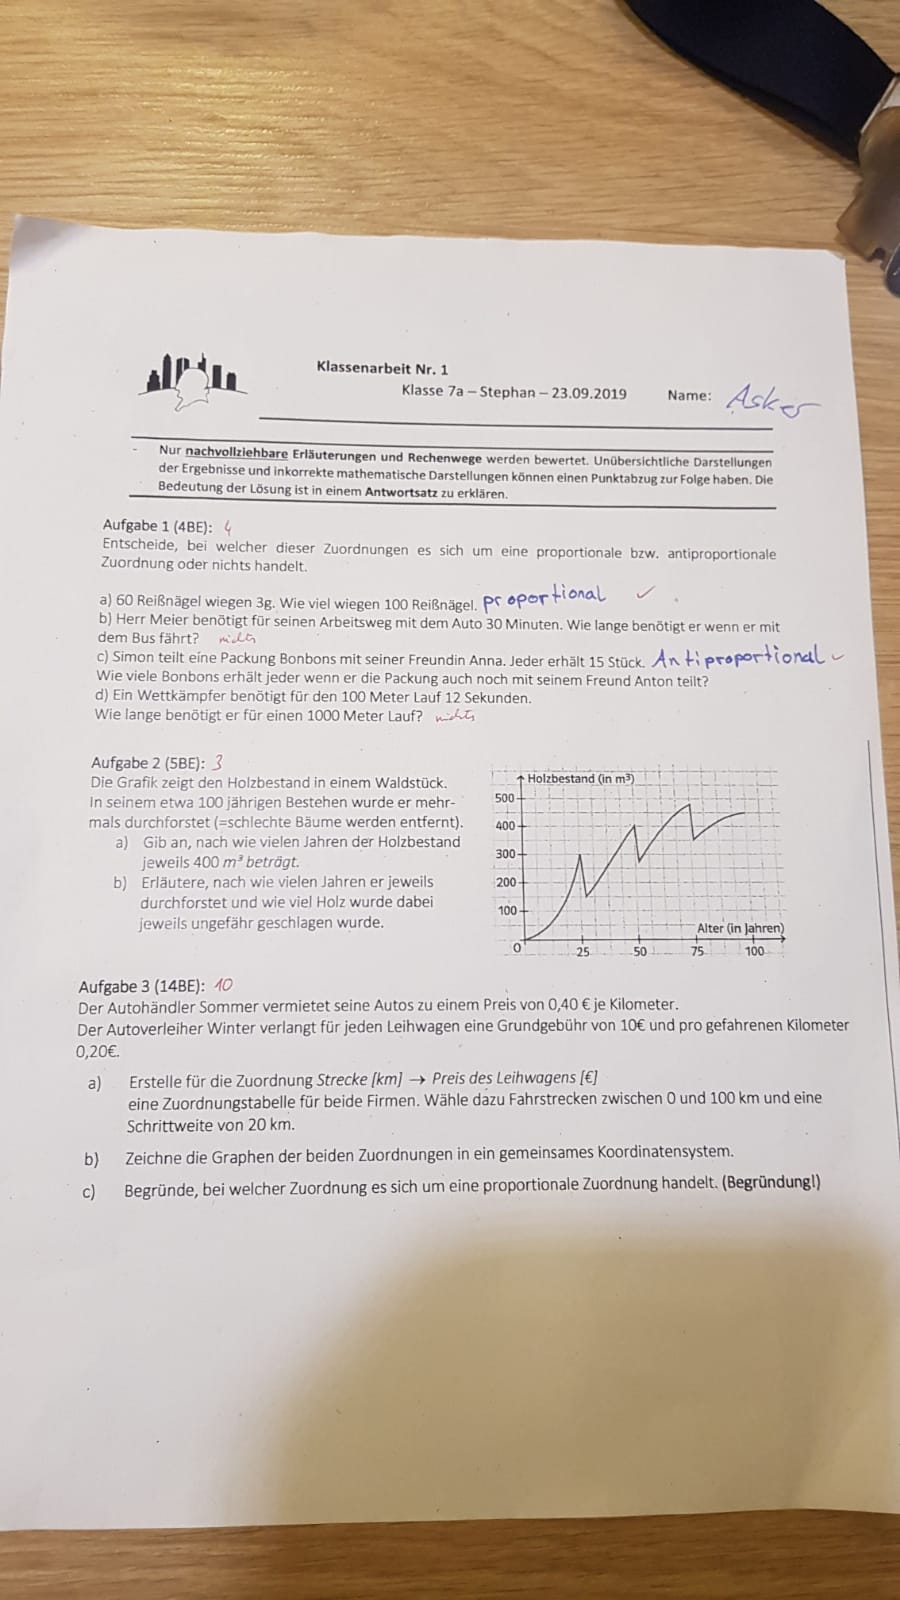 Klassenarbeit Nr. 1
Klasse 7a – Stephan – 23.09.2019 Name: Asker
- Nur nachvollziehbare Erläuterungen und Rechenwege werden bewertet. Unübersichtliche Darstellungen
der Ergebnisse und inkorrekte mathematische Darstellungen können einen Punktabzug zur Folge haben. Die
Bedeutung der Lösung ist in einem Antwortsatz zu erklären.
Aufgabe 1 (4BE): 4
Entscheide, bei welcher dieser Zuordnungen es sich um eine proportionale bzw. antiproportionale
Zuordnung oder nichts handelt.
a) 60 Reißnägel wiegen 3g. Wie viel wiegen 100 Reißnägel. proportional ✓
b) Herr Meier benötigt für seinen Arbeitsweg mit dem Auto 30 Minuten. Wie lange benötigt er wenn er mit
dem Bus fährt? nichts
c) Simon teilt eine Packung Bonbons mit seiner Freundin Anna. Jeder erhält 15 Stück. Antiproportional ✓
Wie viele Bonbons erhält jeder wenn er die Packung auch noch mit seinem Freund Anton teilt?
d) Ein Wettkämpfer benötigt für den 100 Meter Lauf 12 Sekunden.
Wie lange benötigt er für einen 1000 Meter Lauf? nichts
Aufgabe 2 (5BE): 3
Die Grafik zeigt den Holzbestand in einem Waldstück.
In seinem etwa 100 jährigen Bestehen wurde er mehr-
mals durchforstet (=schlechte Bäume werden entfernt).
a) Gib an, nach wie vielen Jahren der Holzbestand
jeweils 400 m³ beträgt.
b) Erläutere, nach wie vielen Jahren er jeweils
durchforstet und wie viel Holz wurde dabei
jeweils ungefähr geschlagen wurde.
Holzbestand (in m³)
500
400
300
200
100
Alter (in Jahren)
0 25 50 75 100
Aufgabe 3 (14BE): 10
Der Autohändler Sommer vermietet seine Autos zu einem Preis von 0,40 € je Kilometer.
Der Autoverleiher Winter verlangt für jeden Leihwagen eine Grundgebühr von 10€ und pro gefahrenen Kilometer
0,20€.
a) Erstelle für die Zuordnung Strecke [km] → Preis des Leihwagens [€]
eine Zuordnungstabelle für beide Firmen. Wähle dazu Fahrstrecken zwischen 0 und 100 km und eine
Schrittweite von 20 km.
b) Zeichne die Graphen der beiden Zuordnungen in ein gemeinsames Koordinatensystem.
c) Begründe, bei welcher Zuordnung es sich um eine proportionale Zuordnung handelt. (Begründung!)